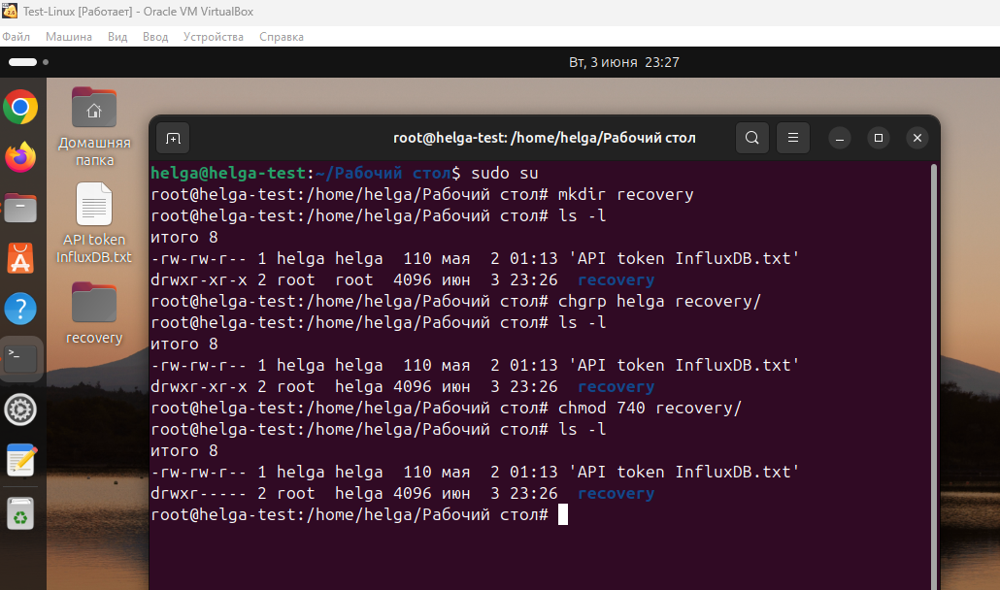 Test-Linux [Работает] - Oracle VM VirtualBox
Файл Машина Вид Ввод Устройства Справка
Вт, 3 июня 23:27
Домашняя
папка
API token
InfluxDB.txt
recovery
root@helga-test: /home/helga/Рабочий стол
helga@helga-test:~/Рабочий стол$ sudo su
root@helga-test:/home/helga/Рабочий стол# mkdir recovery
root@helga-test:/home/helga/Рабочий стол# ls -l
итого 8
-rw-rw-r-- 1 helga helga  110 мая  2 01:13 'API token InfluxDB.txt'
drwxr-xr-x 2 root  root  4096 июн  3 23:26  recovery
root@helga-test:/home/helga/Рабочий стол# chgrp helga recovery/
root@helga-test:/home/helga/Рабочий стол# ls -l
итого 8
-rw-rw-r-- 1 helga helga  110 мая  2 01:13 'API token InfluxDB.txt'
drwxr-xr-x 2 root  helga 4096 июн  3 23:26  recovery
root@helga-test:/home/helga/Рабочий стол# chmod 740 recovery/
root@helga-test:/home/helga/Рабочий стол# ls -l
итого 8
-rw-rw-r-- 1 helga helga  110 мая  2 01:13 'API token InfluxDB.txt'
drwxr----- 2 root  helga 4096 июн  3 23:26  recovery
root@helga-test:/home/helga/Рабочий стол#